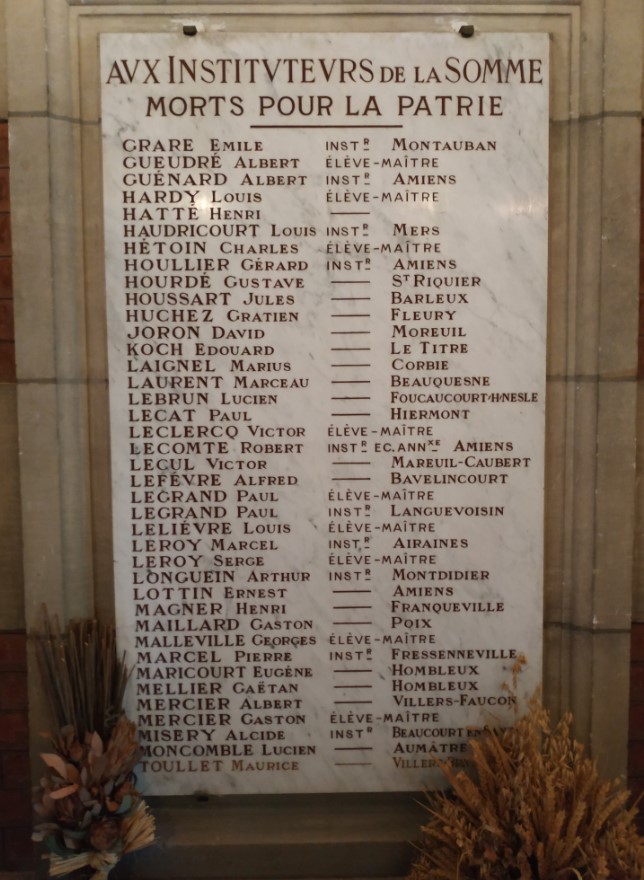 AVX INSTITVTEVRS DE LA SOMME
MORTS POUR LA PATRIE
GRARE EMILE INSTR MONTAUBAN
GUEUDRÉ ALBERT ÉLÈVE-MAÎTRE
GUÉNARD ALBERT INSTR AMIENS
HARDY LOUIS ÉLÈVE-MAÎTRE
HATTÉ HENRI —
HAUDRICOURT LOUIS INSTR MERS
HÉTOIN CHARLES ÉLÈVE-MAÎTRE
HOULLIER GÉRARD INSTR AMIENS
HOURDÉ GUSTAVE — ST RIQUIER
HOUSSART JULES — BARLEUX
HUCHEZ GRATIEN — FLEURY
JORON DAVID — MOREUIL
KOCH EDOUARD — LE TITRE
LAIGNEL MARIUS — CORBIE
LAURENT MARCEAU — BEAUQUESNE
LEBRUN LUCIEN — FOUCAUCOURT-H-NESLE
LECAT PAUL — HIERMONT
LECLERCQ VICTOR ÉLÈVE-MAÎTRE
LECOMTE ROBERT INSTR EC. ANNXE AMIENS
LECUL VICTOR — MAREUIL-CAUBERT
LEFÈVRE ALFRED — BAVELINCOURT
LEGRAND PAUL ÉLÈVE-MAÎTRE
LEGRAND PAUL INSTR LANGUEVOISIN
LELIÈVRE LOUIS ÉLÈVE-MAÎTRE
LEROY MARCEL INSTR AIRAINES
LEROY SERGE ÉLÈVE-MAÎTRE
LONGUEIN ARTHUR INSTR MONTDIDIER
LOTTIN ERNEST — AMIENS
MAGNER HENRI — FRANQUEVILLE
MAILLARD GASTON — POIX
MALLEVILLE GEORGES ÉLÈVE-MAÎTRE
MARCEL PIERRE INSTR FRESSENNEVILLE
MARICOURT EUGÈNE — HOMBLEUX
MELLIER GAËTAN — HOMBLEUX
MERCIER ALBERT — VILLERS-FAUCON
MERCIER GASTON ÉLÈVE-MAÎTRE
MISERY ALCIDE INSTR BEAUCOURT EN
MONCOMBLE LUCIEN — AUMÂTRE
TOULLET MAURICE — VILLERS